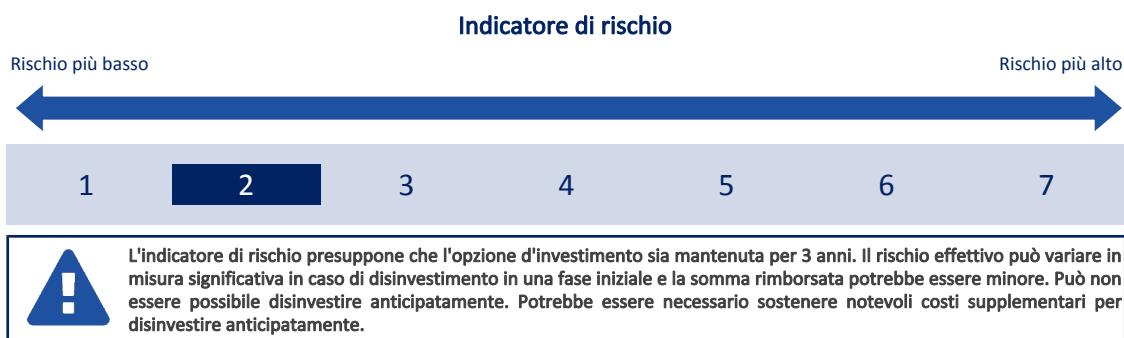 Indicatore di rischio
Rischio più basso
Rischio più alto
1 2 3 4 5 6 7
L'indicatore di rischio presuppone che l'opzione d'investimento sia mantenuta per 3 anni. Il rischio effettivo può variare in
misura significativa in caso di disinvestimento in una fase iniziale e la somma rimborsata potrebbe essere minore. Può non
essere possibile disinvestire anticipatamente. Potrebbe essere necessario sostenere notevoli costi supplementari per
disinvestire anticipatamente.